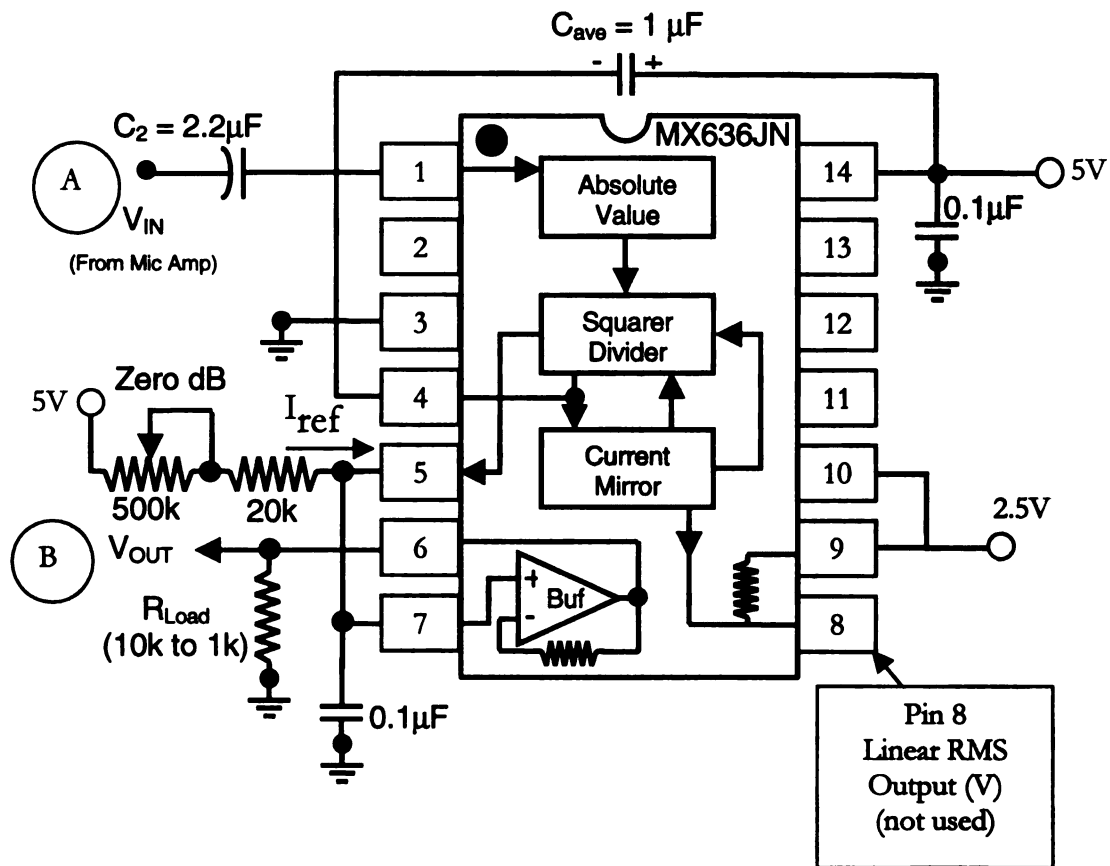 C_ave = 1 µF
- +
C_2 = 2.2µF
MX636JN
A
V_IN
(From Mic Amp)
1
2
3
4
5
6
7
14
13
12
11
10
9
8
Absolute
Value
Squarer
Divider
Current
Mirror
5V
0.1µF
Zero dB
5V
I_ref
500k
20k
2.5V
B
V_OUT
R_Load
(10k to 1k)
+
-
Buf
0.1µF
Pin 8
Linear RMS
Output (V)
(not used)